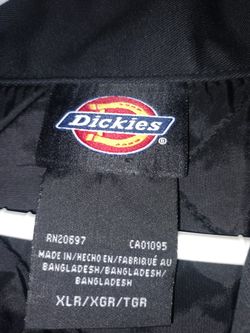 Dickies
®
RN20697 CA01095
MADE IN/HECHO EN/FABRIQUÉ AU
BANGLADESH/BANGLADESH/
BANGLADESH
XLR/XGR/TGR